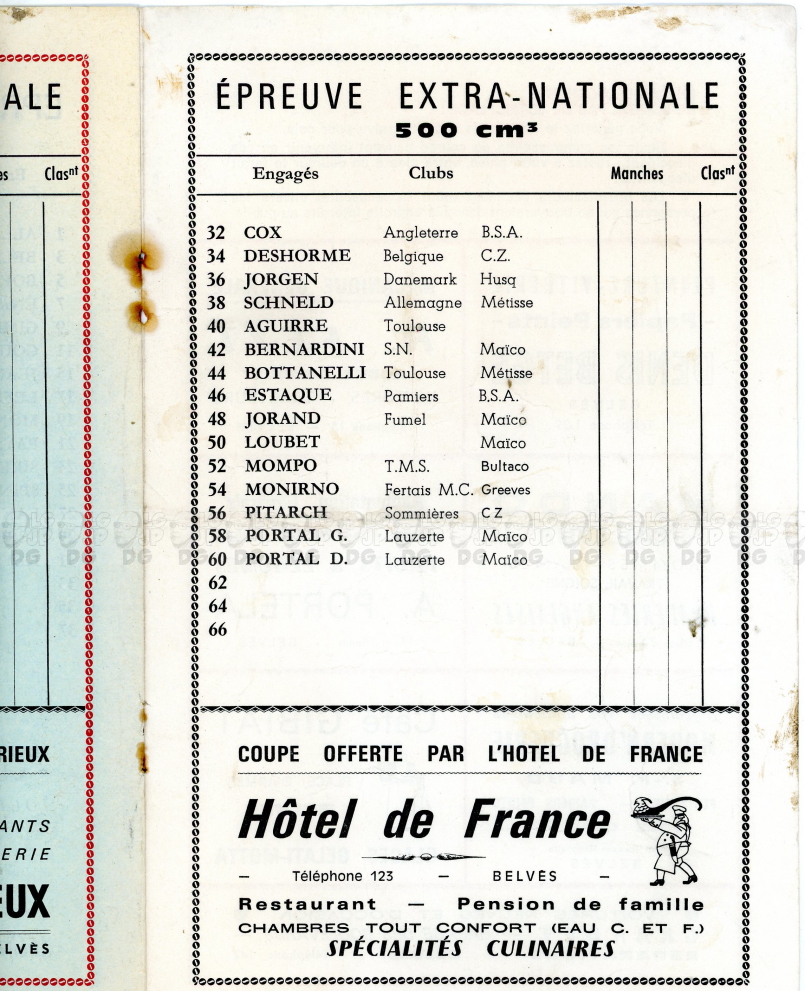 ALE
es Clasnt
RIEUX
ANTS
ERIE
EUX
ELVÈS
ÉPREUVE EXTRA-NATIONALE
500 cm³
Engagés Clubs Manches Clasnt
32 COX Angleterre B.S.A.
34 DESHORME Belgique C.Z.
36 JORGEN Danemark Husq
38 SCHNELD Allemagne Métisse
40 AGUIRRE Toulouse
42 BERNARDINI S.N. Maïco
44 BOTTANELLI Toulouse Métisse
46 ESTAQUE Pamiers B.S.A.
48 JORAND Fumel Maïco
50 LOUBET Maïco
52 MOMPO T.M.S. Bultaco
54 MONIRNO Fertais M.C. Greeves
56 PITARCH Sommières C Z
58 PORTAL G. Lauzerte Maïco
60 PORTAL D. Lauzerte Maïco
62
64
66
COUPE OFFERTE PAR L'HOTEL DE FRANCE
Hôtel de France
— Téléphone 123 — BELVÈS —
Restaurant — Pension de famille
CHAMBRES TOUT CONFORT (EAU C. ET F.)
SPÉCIALITÉS CULINAIRES